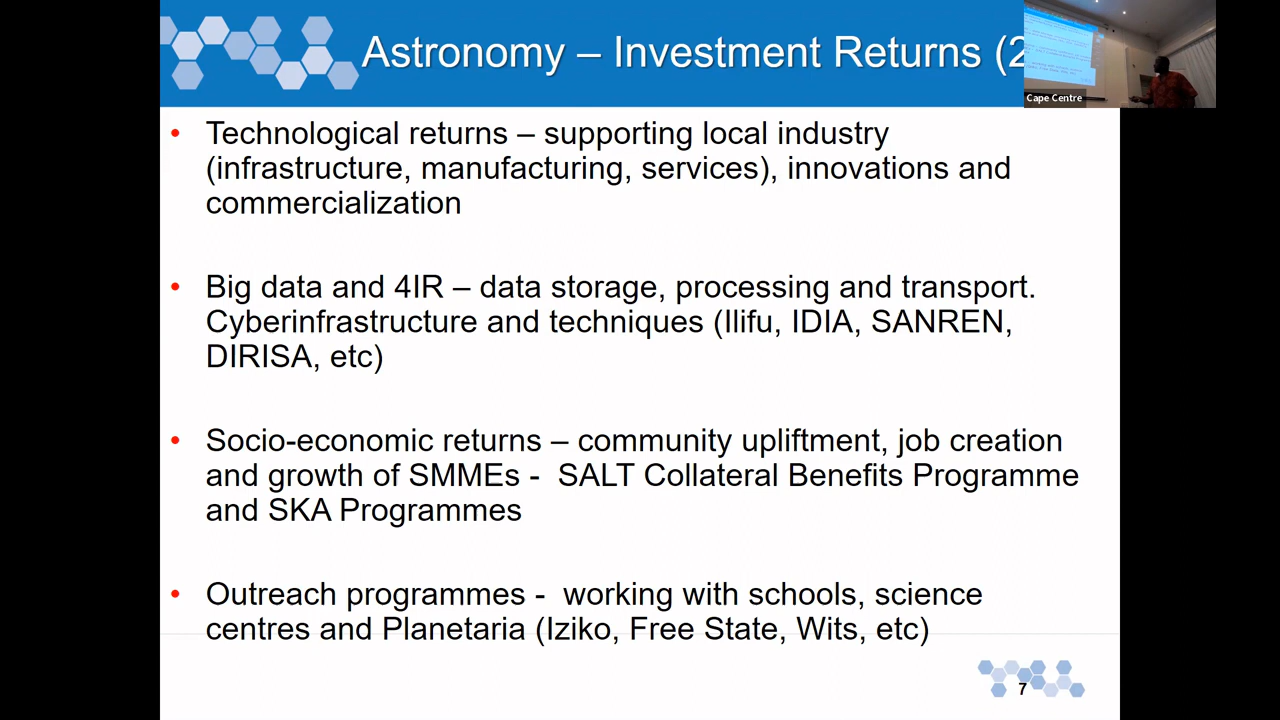 Astronomy – Investment Returns (2
Cape Centre
• Technological returns – supporting local industry
(infrastructure, manufacturing, services), innovations and
commercialization
• Big data and 4IR – data storage, processing and transport.
Cyberinfrastructure and techniques (Ilifu, IDIA, SANREN,
DIRISA, etc)
• Socio-economic returns – community upliftment, job creation
and growth of SMMEs - SALT Collateral Benefits Programme
and SKA Programmes
• Outreach programmes - working with schools, science
centres and Planetaria (Iziko, Free State, Wits, etc)
7